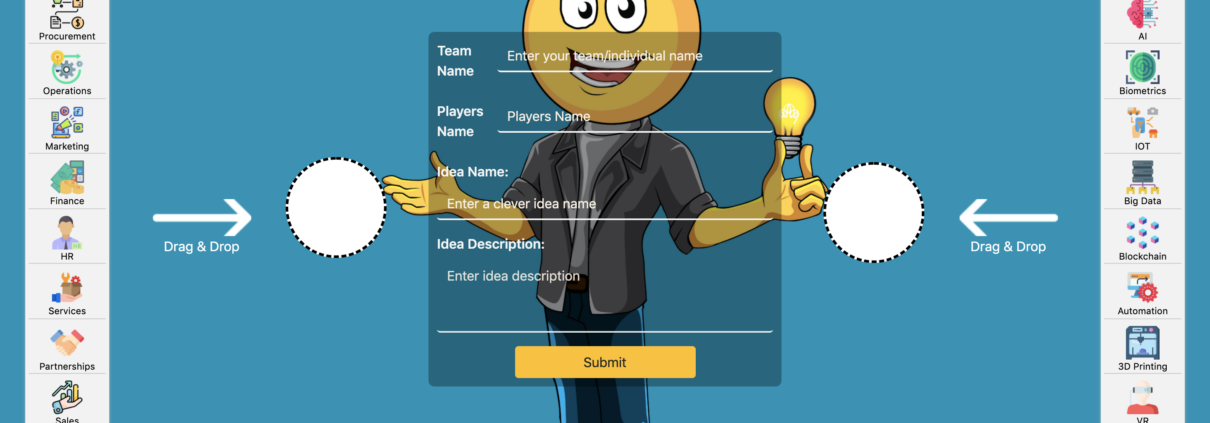 Procurement
Operations
Marketing
Finance
HR
Services
Partnerships
Sales
Drag & Drop
Team
Name
Enter your team/individual name
Players
Name
Players Name
Idea Name:
Enter a clever idea name
Idea Description:
Enter idea description
Submit
Drag & Drop
AI
Biometrics
IOT
Big Data
Blockchain
Automation
3D Printing
VR